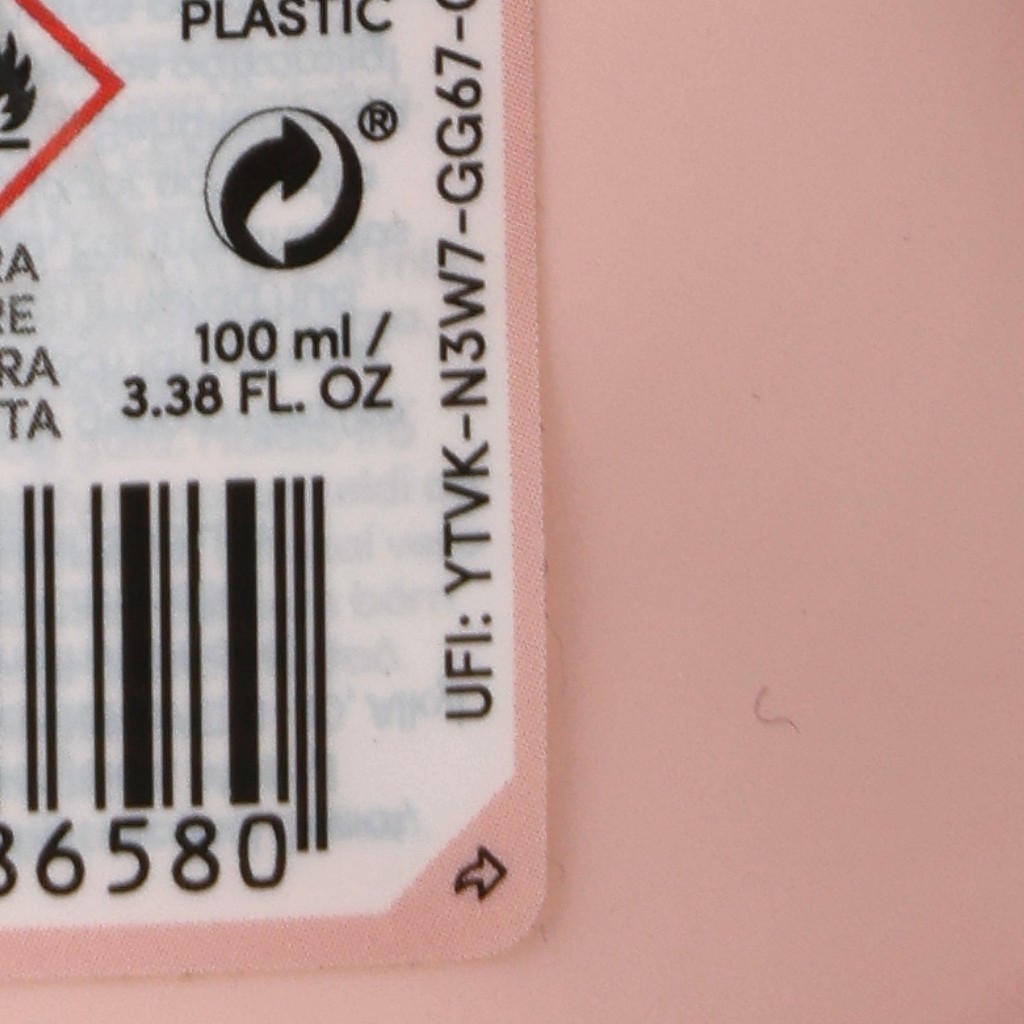 PLASTIC
®
RA
RE
RA
TA
100 ml /
3.38 FL. OZ
UFI: YTVK-N3W7-GG67-
86580